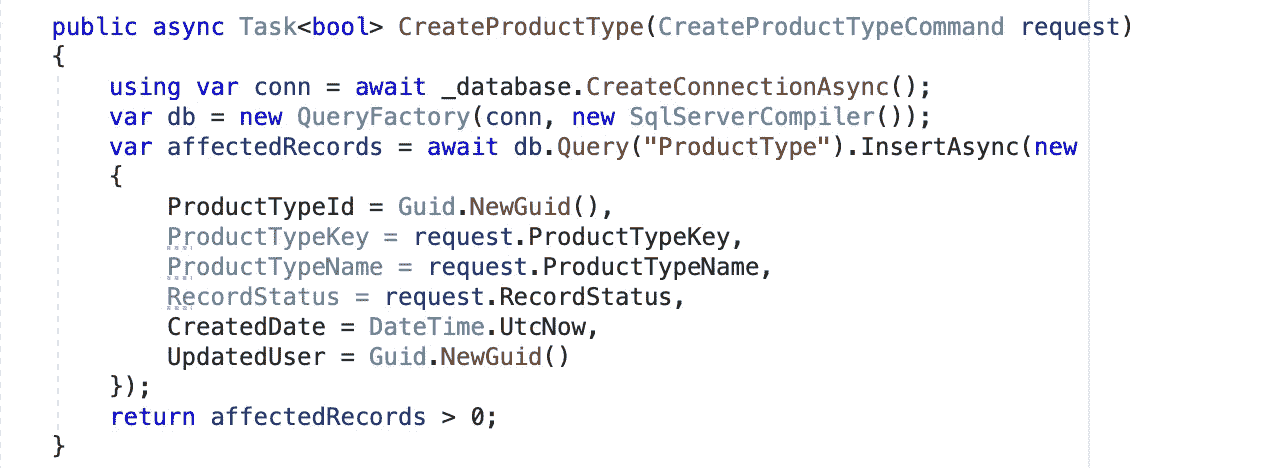 public async Task<bool> CreateProductType(CreateProductTypeCommand request)
{
    using var conn = await _database.CreateConnectionAsync();
    var db = new QueryFactory(conn, new SqlServerCompiler());
    var affectedRecords = await db.Query("ProductType").InsertAsync(new
    {
        ProductTypeId = Guid.NewGuid(),
        ProductTypeKey = request.ProductTypeKey,
        ProductTypeName = request.ProductTypeName,
        RecordStatus = request.RecordStatus,
        CreatedDate = DateTime.UtcNow,
        UpdatedUser = Guid.NewGuid()
    });
    return affectedRecords > 0;
}